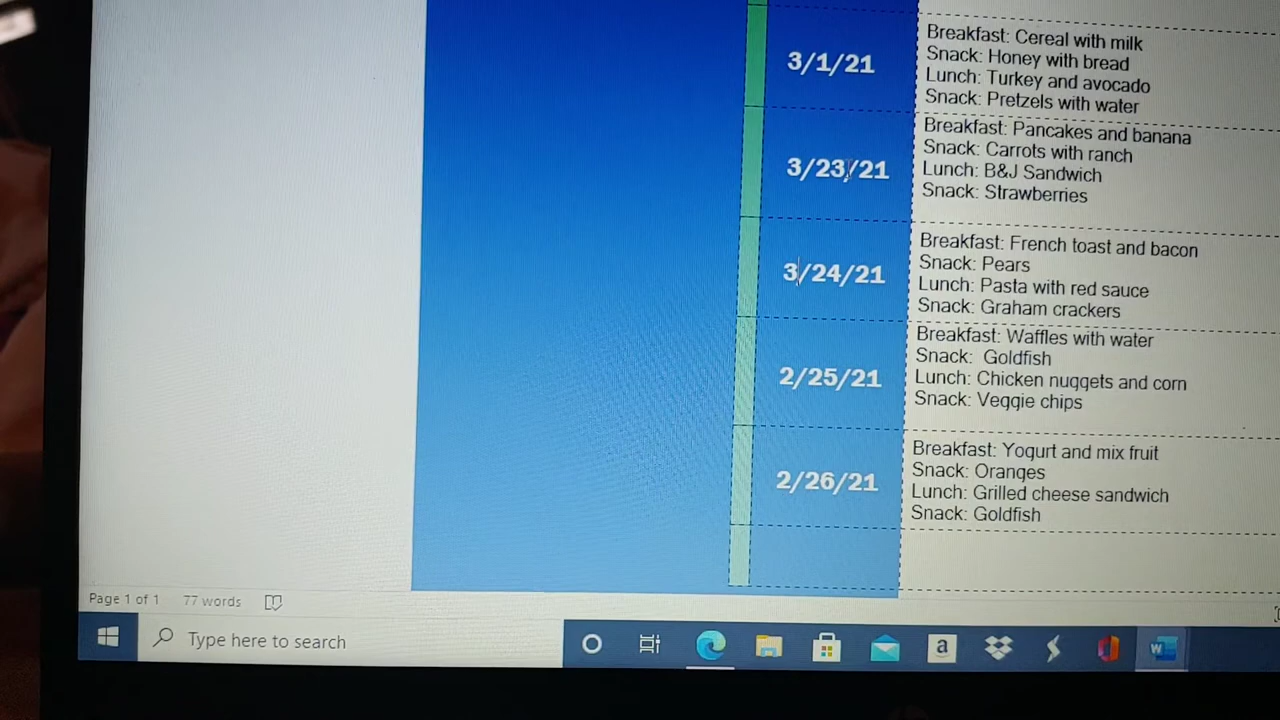 3/1/21
Breakfast: Cereal with milk
Snack: Honey with bread
Lunch: Turkey and avocado
Snack: Pretzels with water
3/23/21
Breakfast: Pancakes and banana
Snack: Carrots with ranch
Lunch: B&J Sandwich
Snack: Strawberries
3/24/21
Breakfast: French toast and bacon
Snack: Pears
Lunch: Pasta with red sauce
Snack: Graham crackers
2/25/21
Breakfast: Waffles with water
Snack: Goldfish
Lunch: Chicken nuggets and corn
Snack: Veggie chips
2/26/21
Breakfast: Yogurt and mix fruit
Snack: Oranges
Lunch: Grilled cheese sandwich
Snack: Goldfish
Page 1 of 1 77 words
Type here to search
a
W